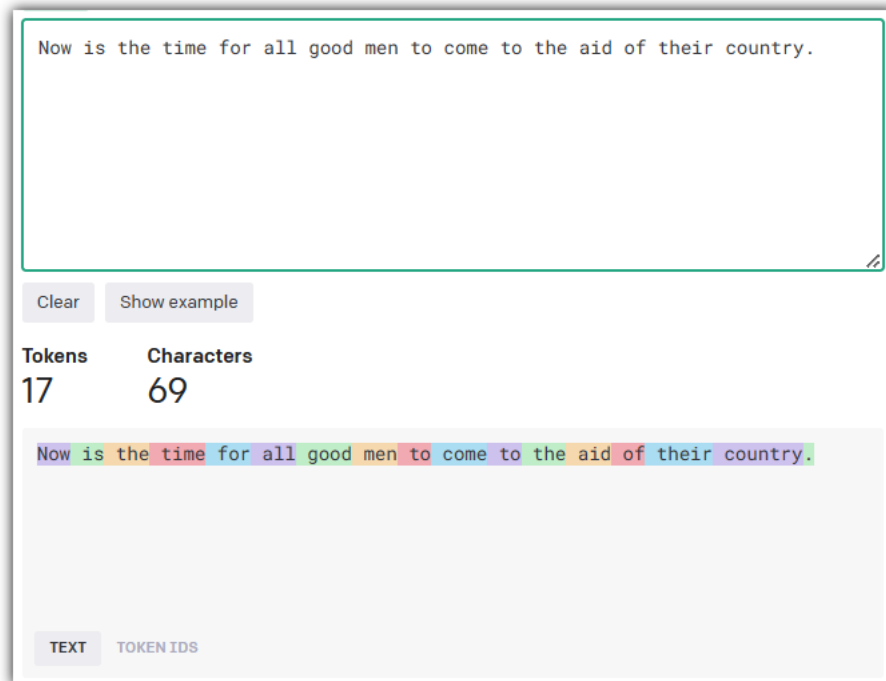 Now is the time for all good men to come to the aid of their country.
Clear Show example
Tokens Characters
17 69
Now is the time for all good men to come to the aid of their country.
TEXT TOKEN IDS